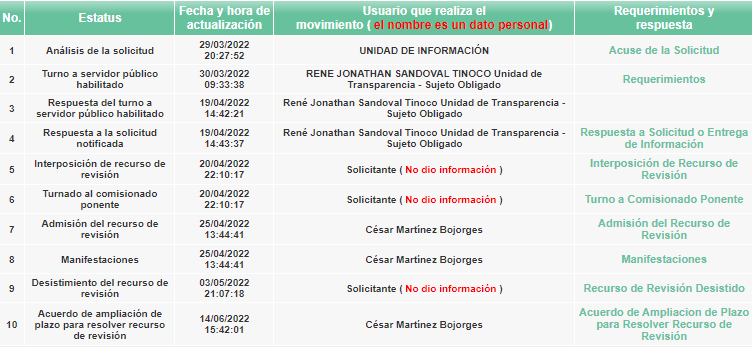 No.
Estatus
Fecha y hora de
actualización
Usuario que realiza el
movimiento ( el nombre es un dato personal)
Requerimientos y
respuesta
1
Análisis de la solicitud
29/03/2022
20:27:52
UNIDAD DE INFORMACIÓN
Acuse de la Solicitud
2
Turno a servidor público
habilitado
30/03/2022
09:33:38
RENE JONATHAN SANDOVAL TINOCO Unidad de
Transparencia - Sujeto Obligado
Requerimientos
3
Respuesta del turno a
servidor público habilitado
19/04/2022
14:42:21
René Jonathan Sandoval Tinoco Unidad de Transparencia -
Sujeto Obligado
4
Respuesta a la solicitud
notificada
19/04/2022
14:43:37
René Jonathan Sandoval Tinoco Unidad de Transparencia -
Sujeto Obligado
Respuesta a Solicitud o Entrega
de Información
5
Interposición de recurso de
revisión
20/04/2022
22:10:17
Solicitante ( No dio información )
Interposición de Recurso de
Revisión
6
Turnado al comisionado
ponente
20/04/2022
22:10:17
Solicitante ( No dio información )
Turno a Comisionado Ponente
7
Admisión del recurso de
revisión
25/04/2022
13:44:41
César Martínez Bojorges
Admisión del Recurso de
Revisión
8
Manifestaciones
25/04/2022
13:44:41
César Martínez Bojorges
Manifestaciones
9
Desistimiento del recurso de
revisión
03/05/2022
21:07:18
Solicitante ( No dio información )
Recurso de Revisión Desistido
10
Acuerdo de ampliación de
plazo para resolver recurso
de revisión
14/06/2022
15:42:01
César Martínez Bojorges
Acuerdo de Ampliacion de Plazo
para Resolver Recurso de
Revisión